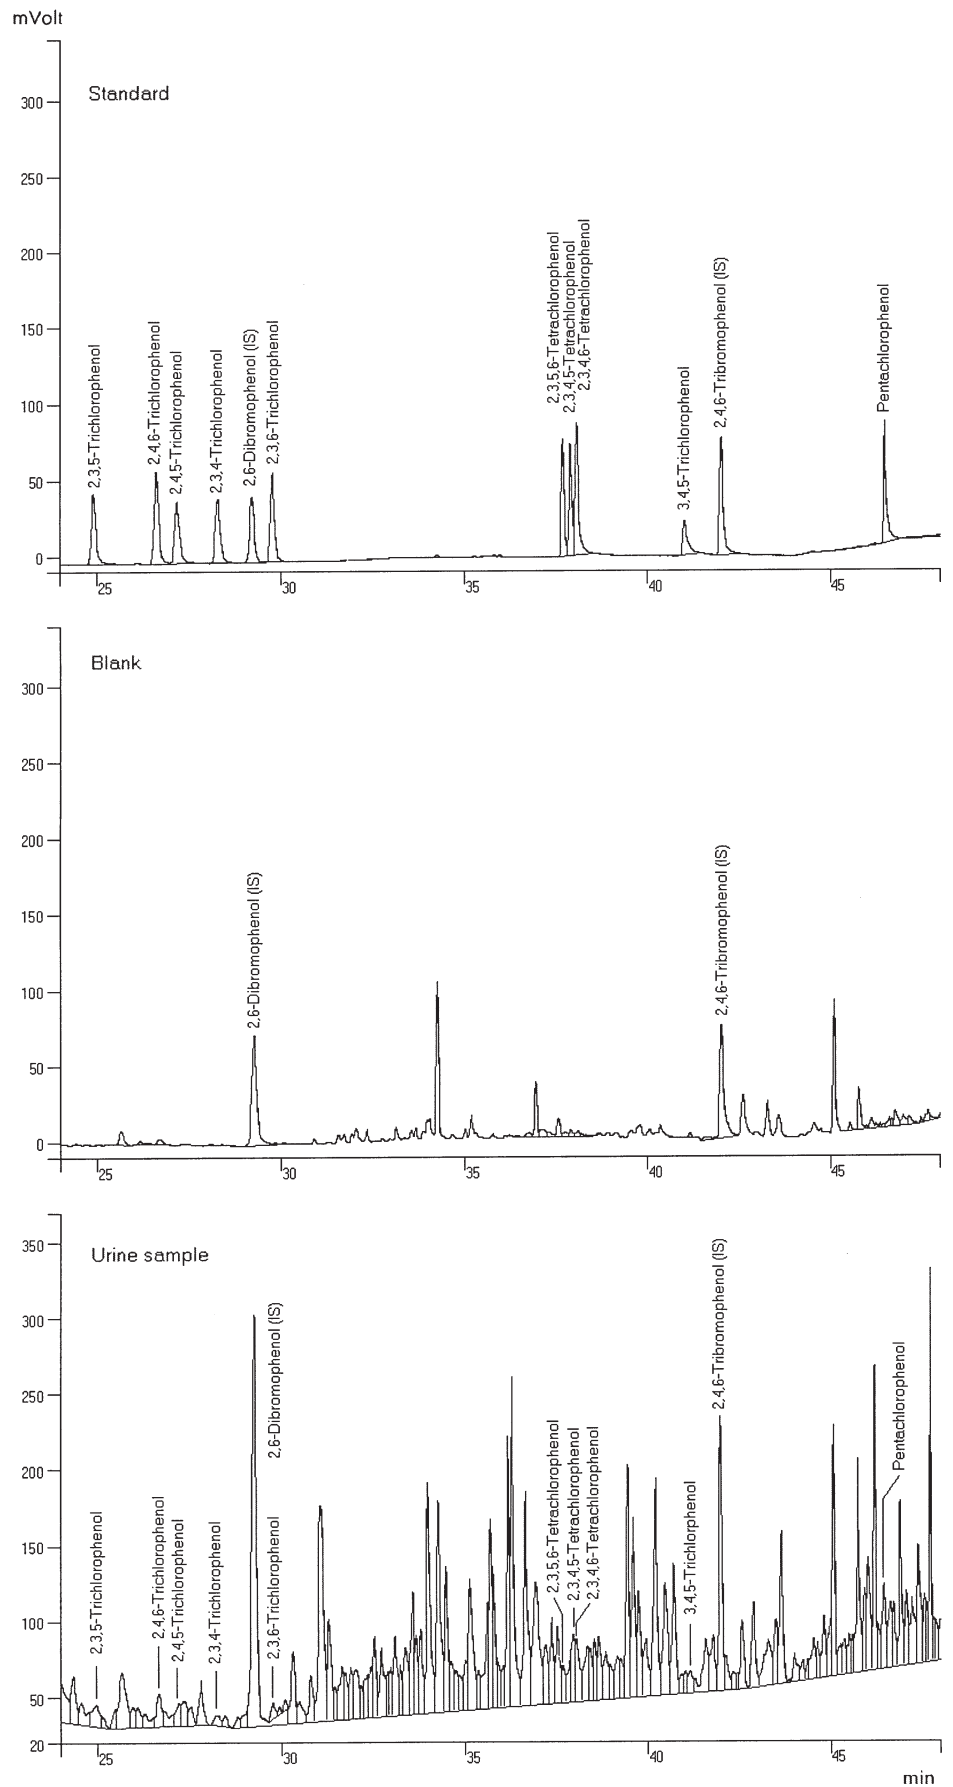 mVolt
Standard
300
250
200
150
100
50
0
2,3,5-Trichlorophenol
2,4,6-Trichlorophenol
2,4,5-Trichlorophenol
2,3,4-Trichlorophenol
2,6-Dibromophenol (IS)
2,3,6-Trichlorophenol
2,3,5,6-Tetrachlorophenol
2,3,4,5-Tetrachlorophenol
2,3,4,6-Tetrachlorophenol
3,4,5-Trichlorphenol
2,4,6-Tribromophenol (IS)
Pentachlorophenol
25
30
35
40
45
Blank
300
250
200
150
100
50
0
2,6-Dibromophenol (IS)
2,4,6-Tribromophenol (IS)
25
30
35
40
45
Urine sample
350
300
250
200
150
100
50
20
2,3,5-Trichlorophenol
2,4,6-Trichlorophenol
2,4,5-Trichlorophenol
2,3,4-Trichlorophenol
2,6-Dibromophenol (IS)
2,3,6-Trichlorophenol
2,3,5,6-Tetrachlorophenol
2,3,4,5-Tetrachlorophenol
2,3,4,6-Tetrachlorophenol
3,4,5-Trichlorphenol
2,4,6-Tribromophenol (IS)
Pentachlorophenol
25
30
35
40
45
min